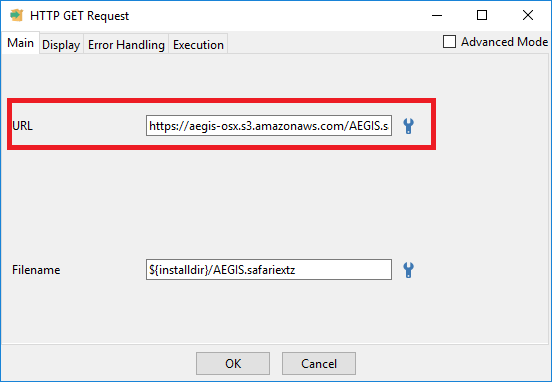 HTTP GET Request
Main Display Error Handling Execution Advanced Mode
URL https://aegis-osx.s3.amazonaws.com/AEGIS.s
Filename ${installdir}/AEGIS.safariextz
OK Cancel